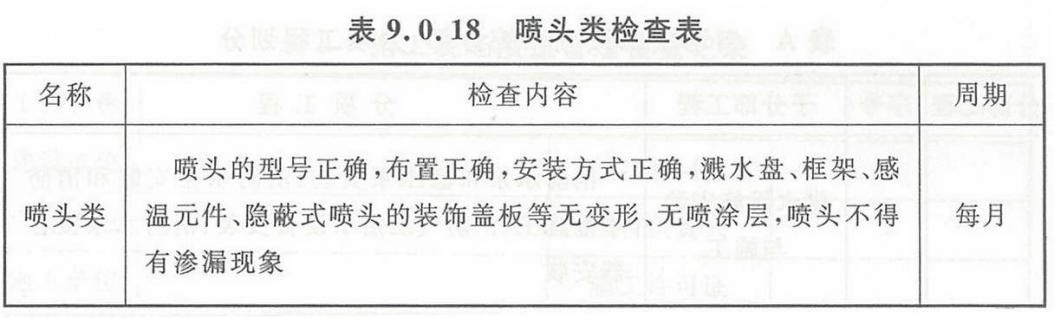 表 9.0.18 喷头类检查表
名称 检查内容 周期
喷头的型号正确,布置正确,安装方式正确,溅水盘、框架、感
喷头类 温元件、隐蔽式喷头的装饰盖板等无变形、无喷涂层,喷头不得 每月
有渗漏现象